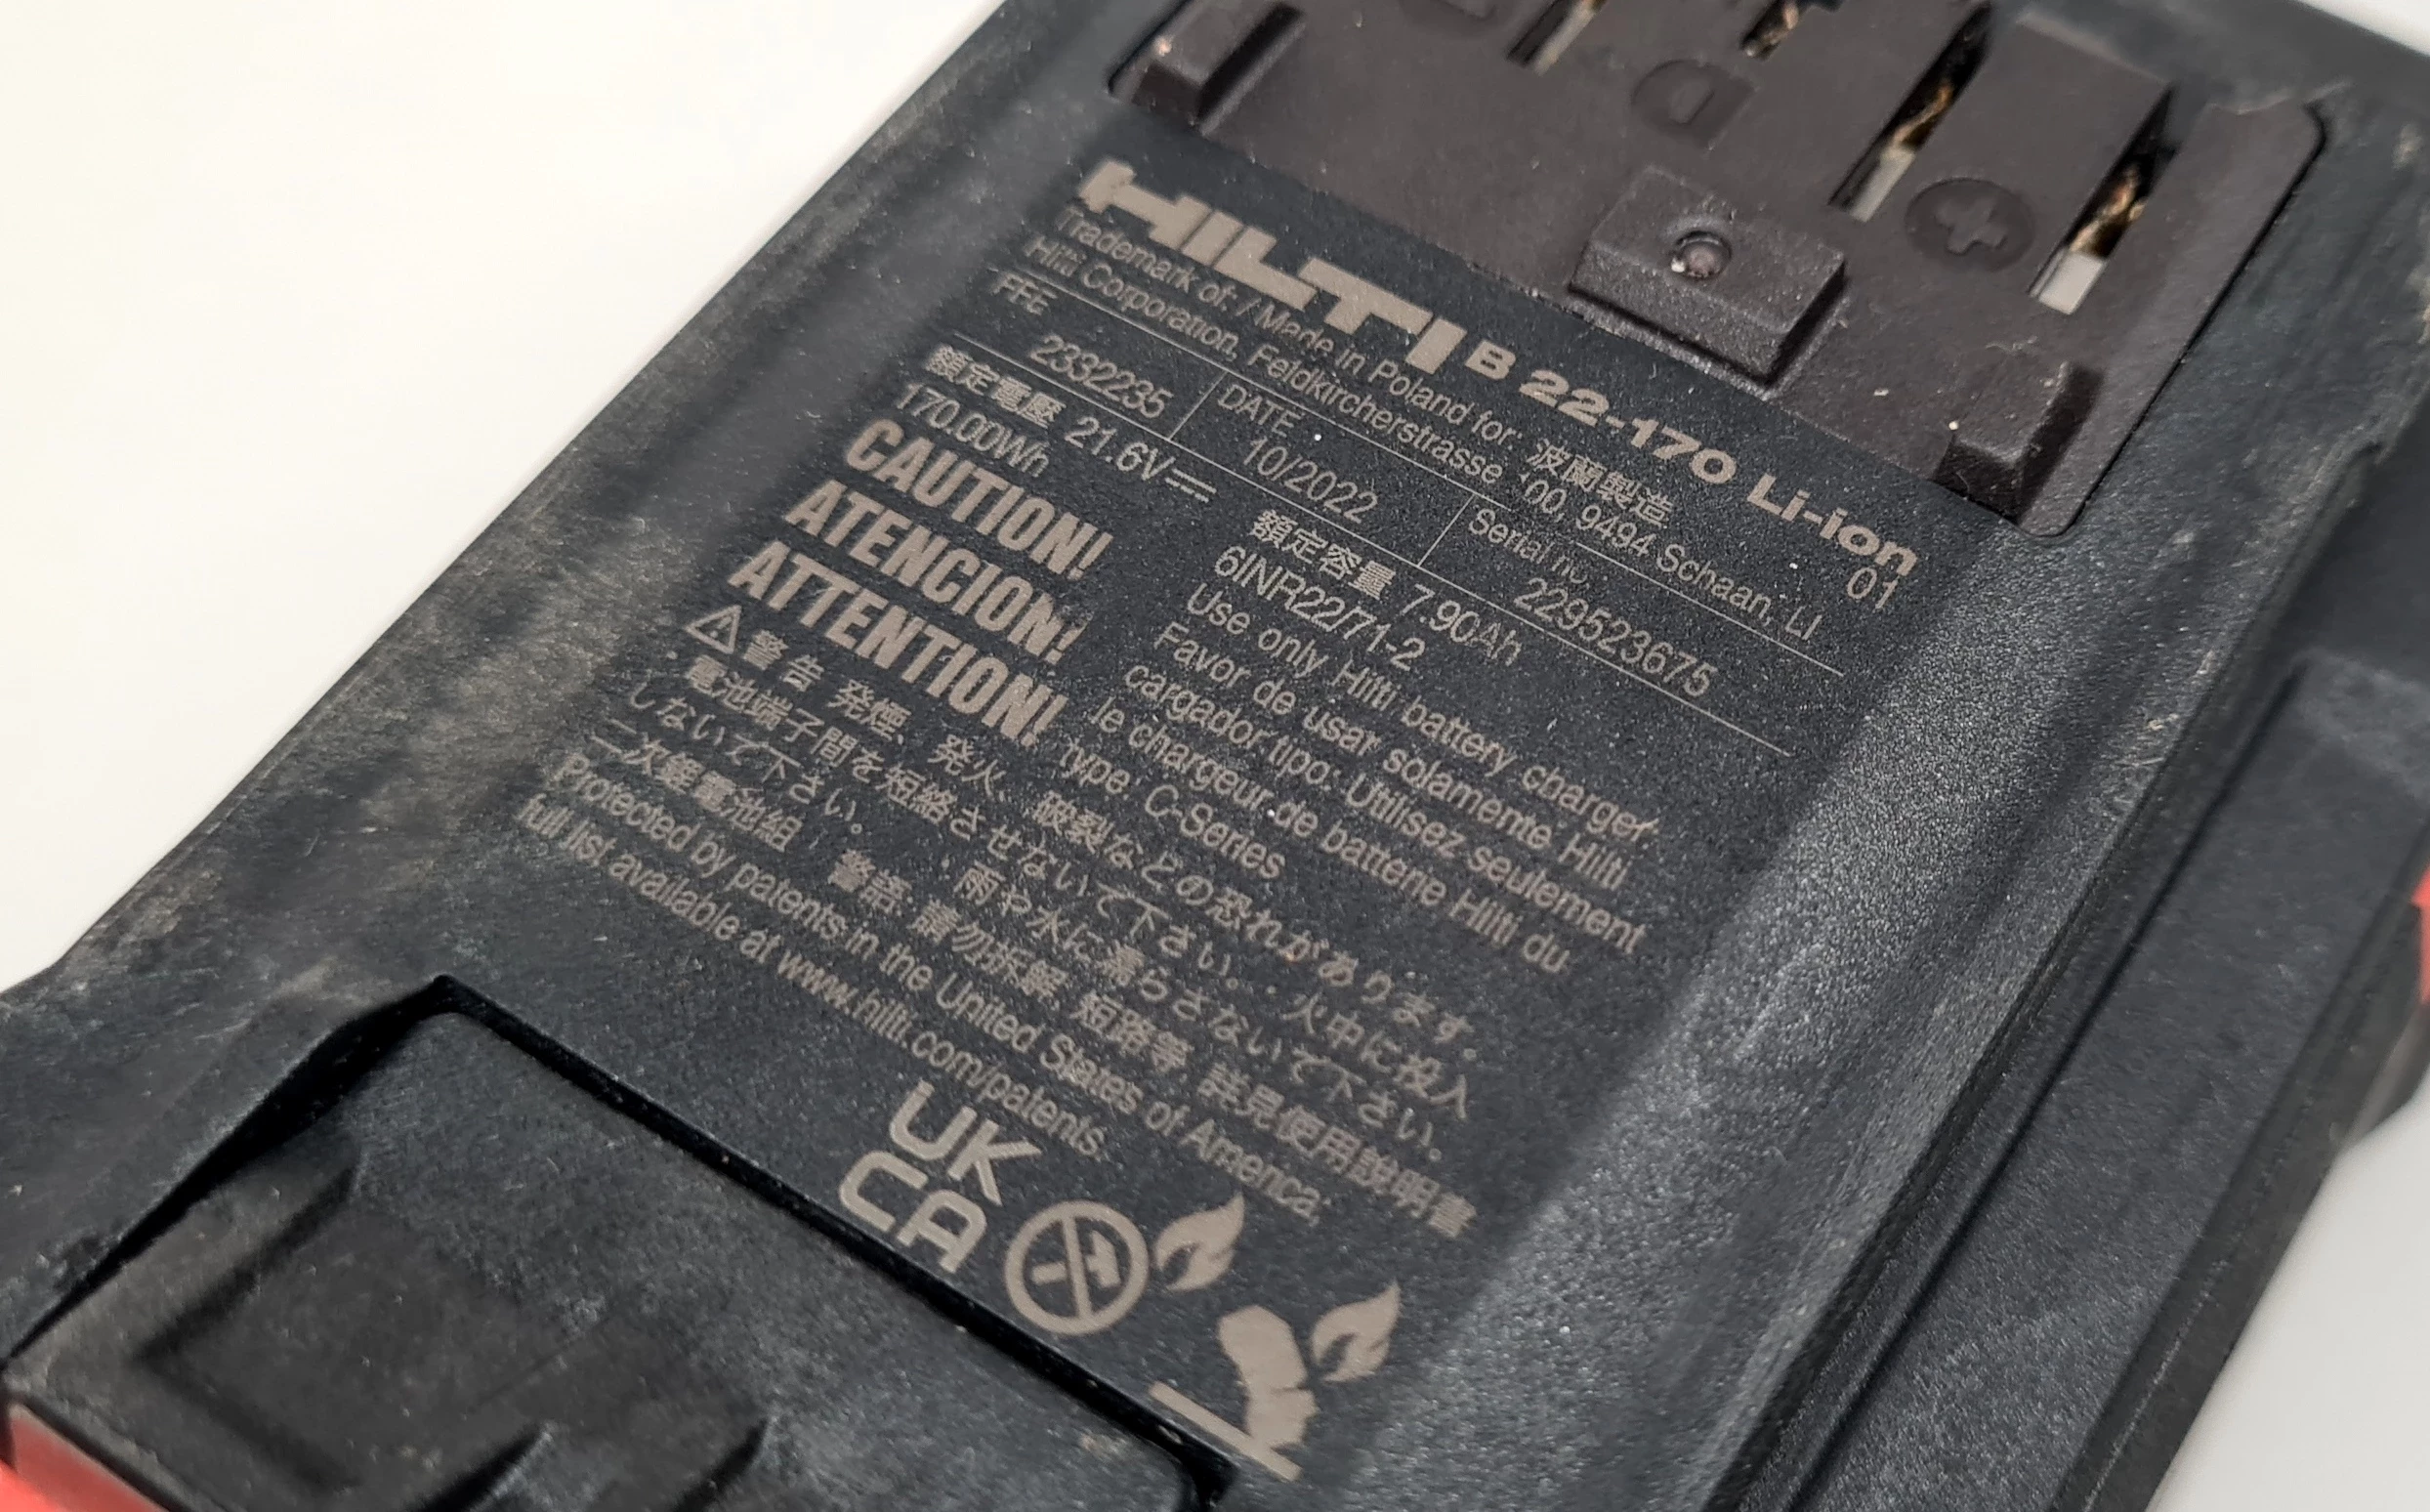 HILTI B 22-170 Li-ion
01
Trademark of: / Made in Poland for: 波蘭製造
Hilti Corporation, Feldkircherstrasse 100, 9494 Schaan, LI
2332235
DATE
10/2022
Serial no.:
229523675
額定電壓 21.6V
額定容量 7.90Ah
170.00Wh
6INR22/71-2
CAUTION!
ATENCION!
ATTENTION!
Use only Hilti battery charger.
Favor de usar solamente Hilti
cargador tipo: Utilisez seulement
le chargeur de batterie Hilti du
type C-Series
警告 発煙、発火、破裂などの恐れがあります。
・電池端子間を短絡させないで下さい。・火中に投入
しないで下さい。 ・雨や水に濡らさないで下さい。
二次鋰電池組，警語 請勿拆解 短路等 詳見使用說明書
Protected by patents in the United States of America;
full list available at www.hilti.com/patents.
UK
CA